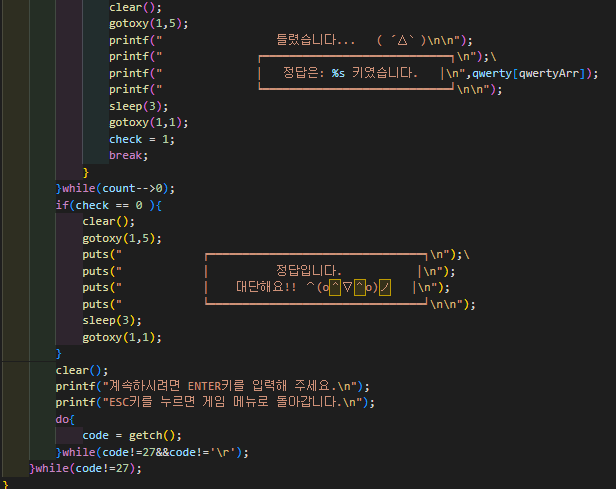 clear();
gotoxy(1,5);
printf("                 틀렸습니다...   ( ´△` )\n\n");
printf("               ┌──────────────────────────┐\n");\
printf("               │   정답은: %s 키였습니다.   │\n",qwerty[qwertyArr]);
printf("               └──────────────────────────┘\n\n");
sleep(3);
gotoxy(1,1);
check = 1;
break;
}
}while(count-->0);
if(check == 0 ){
clear();
gotoxy(1,5);
puts("            ┌──────────────────────────────┐\n");\
puts("            │          정답입니다.           │\n");
puts("            │    대단해요!! ^(o^▽^o)ノ   │\n");
puts("            └──────────────────────────────┘\n\n");
sleep(3);
gotoxy(1,1);
}
clear();
printf("계속하시려면 ENTER키를 입력해 주세요.\n");
printf("ESC키를 누르면 게임 메뉴로 돌아갑니다.\n");
do{
code = getch();
}while(code!=27&&code!='\r');
}while(code!=27);
}